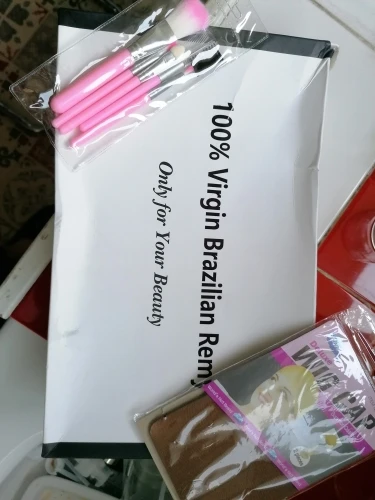 100% Virgin Brazilian Remy
Only for Your Beauty
WIG CAP